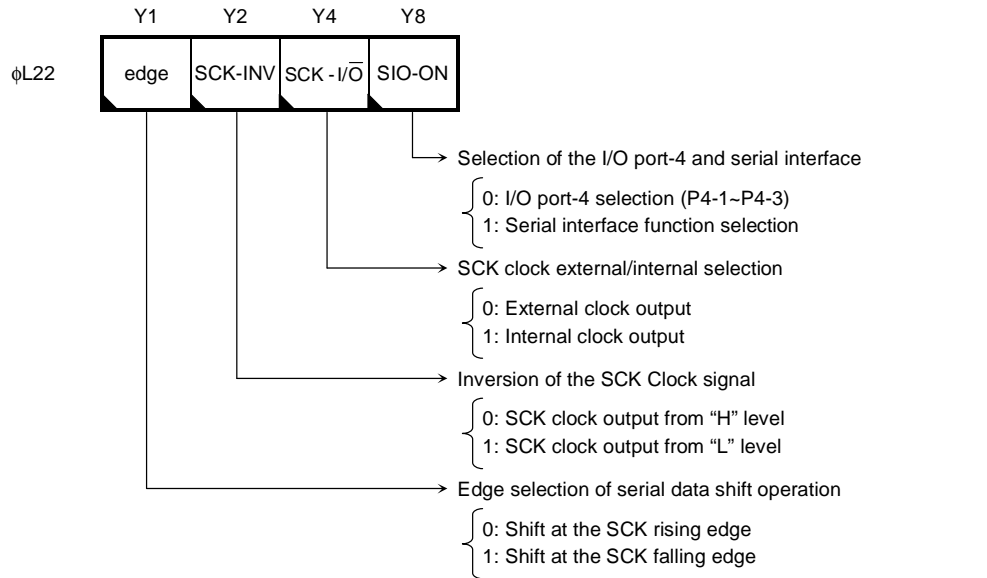 Y1 Y2 Y4 Y8
ϕL22 edge SCK-INV SCK - I/O̅ SIO-ON
Selection of the I/O port-4 and serial interface
0: I/O port-4 selection (P4-1~P4-3)
1: Serial interface function selection
SCK clock external/internal selection
0: External clock output
1: Internal clock output
Inversion of the SCK Clock signal
0: SCK clock output from “H” level
1: SCK clock output from “L” level
Edge selection of serial data shift operation
0: Shift at the SCK rising edge
1: Shift at the SCK falling edge